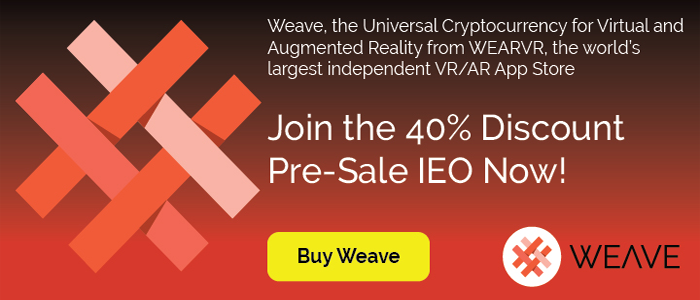 Weave, the Universal Cryptocurrency for Virtual and
Augmented Reality from WEARVR, the world's
largest independent VR/AR App Store
Join the 40% Discount
Pre-Sale IEO Now!
Buy Weave
WEAVE